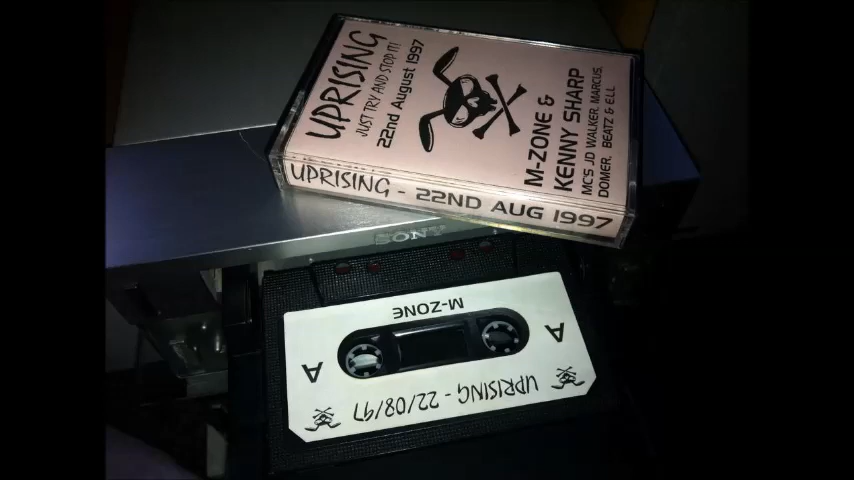 UPRISING
JUST TRY AND STOP IT!
22nd August 1997
M-ZONE &
KENNY SHARP
MC'S JD WALKER. MARCUS.
DOMER. BEATZ & ELL
UPRISING - 22ND AUG 1997
SONY
UPRISING - 22/08/97
A A
M-ZONE